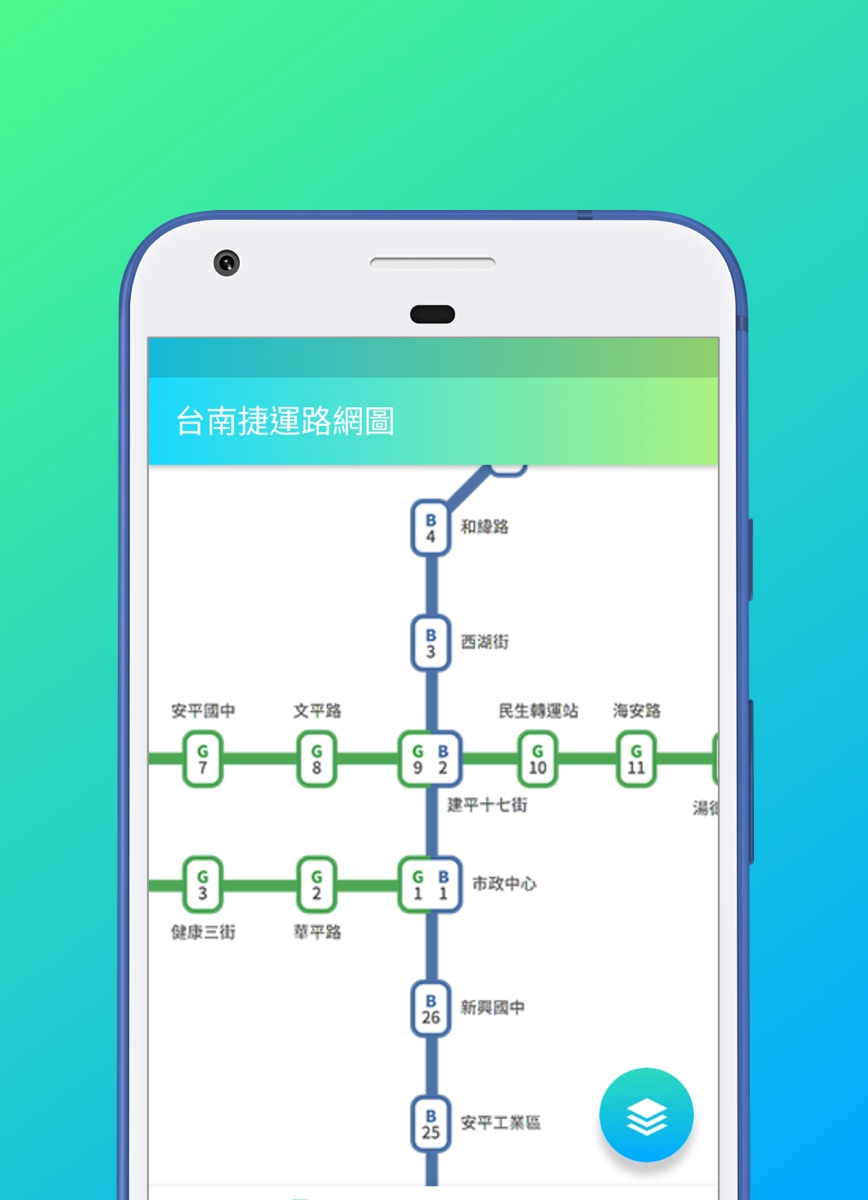 台南捷運路網圖
B
4
和緯路
B
3
西湖街
安平國中
文平路
民生轉運站
海安路
G
7
G
8
G
9
B
2
G
10
G
11
建平十七街
湯
G
3
G
2
G
1
B
1
市政中心
健康三街
華平路
B
26
新興國中
B
25
安平工業區